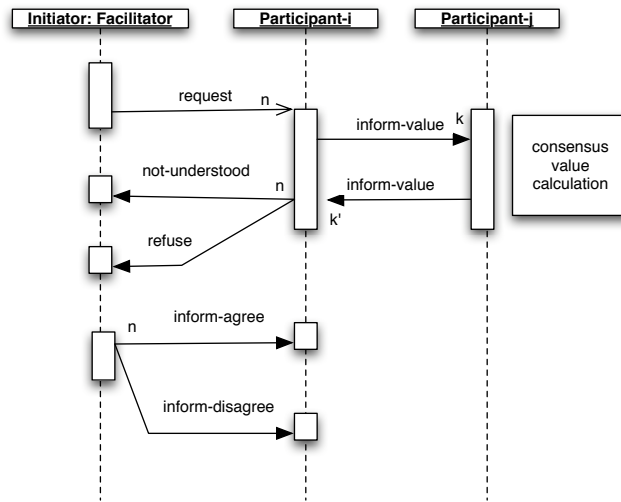 Initiator: Facilitator
Participant-i
Participant-j
request
n
inform-value
k
consensus
value
calculation
not-understood
n
inform-value
k'
refuse
n
inform-agree
inform-disagree